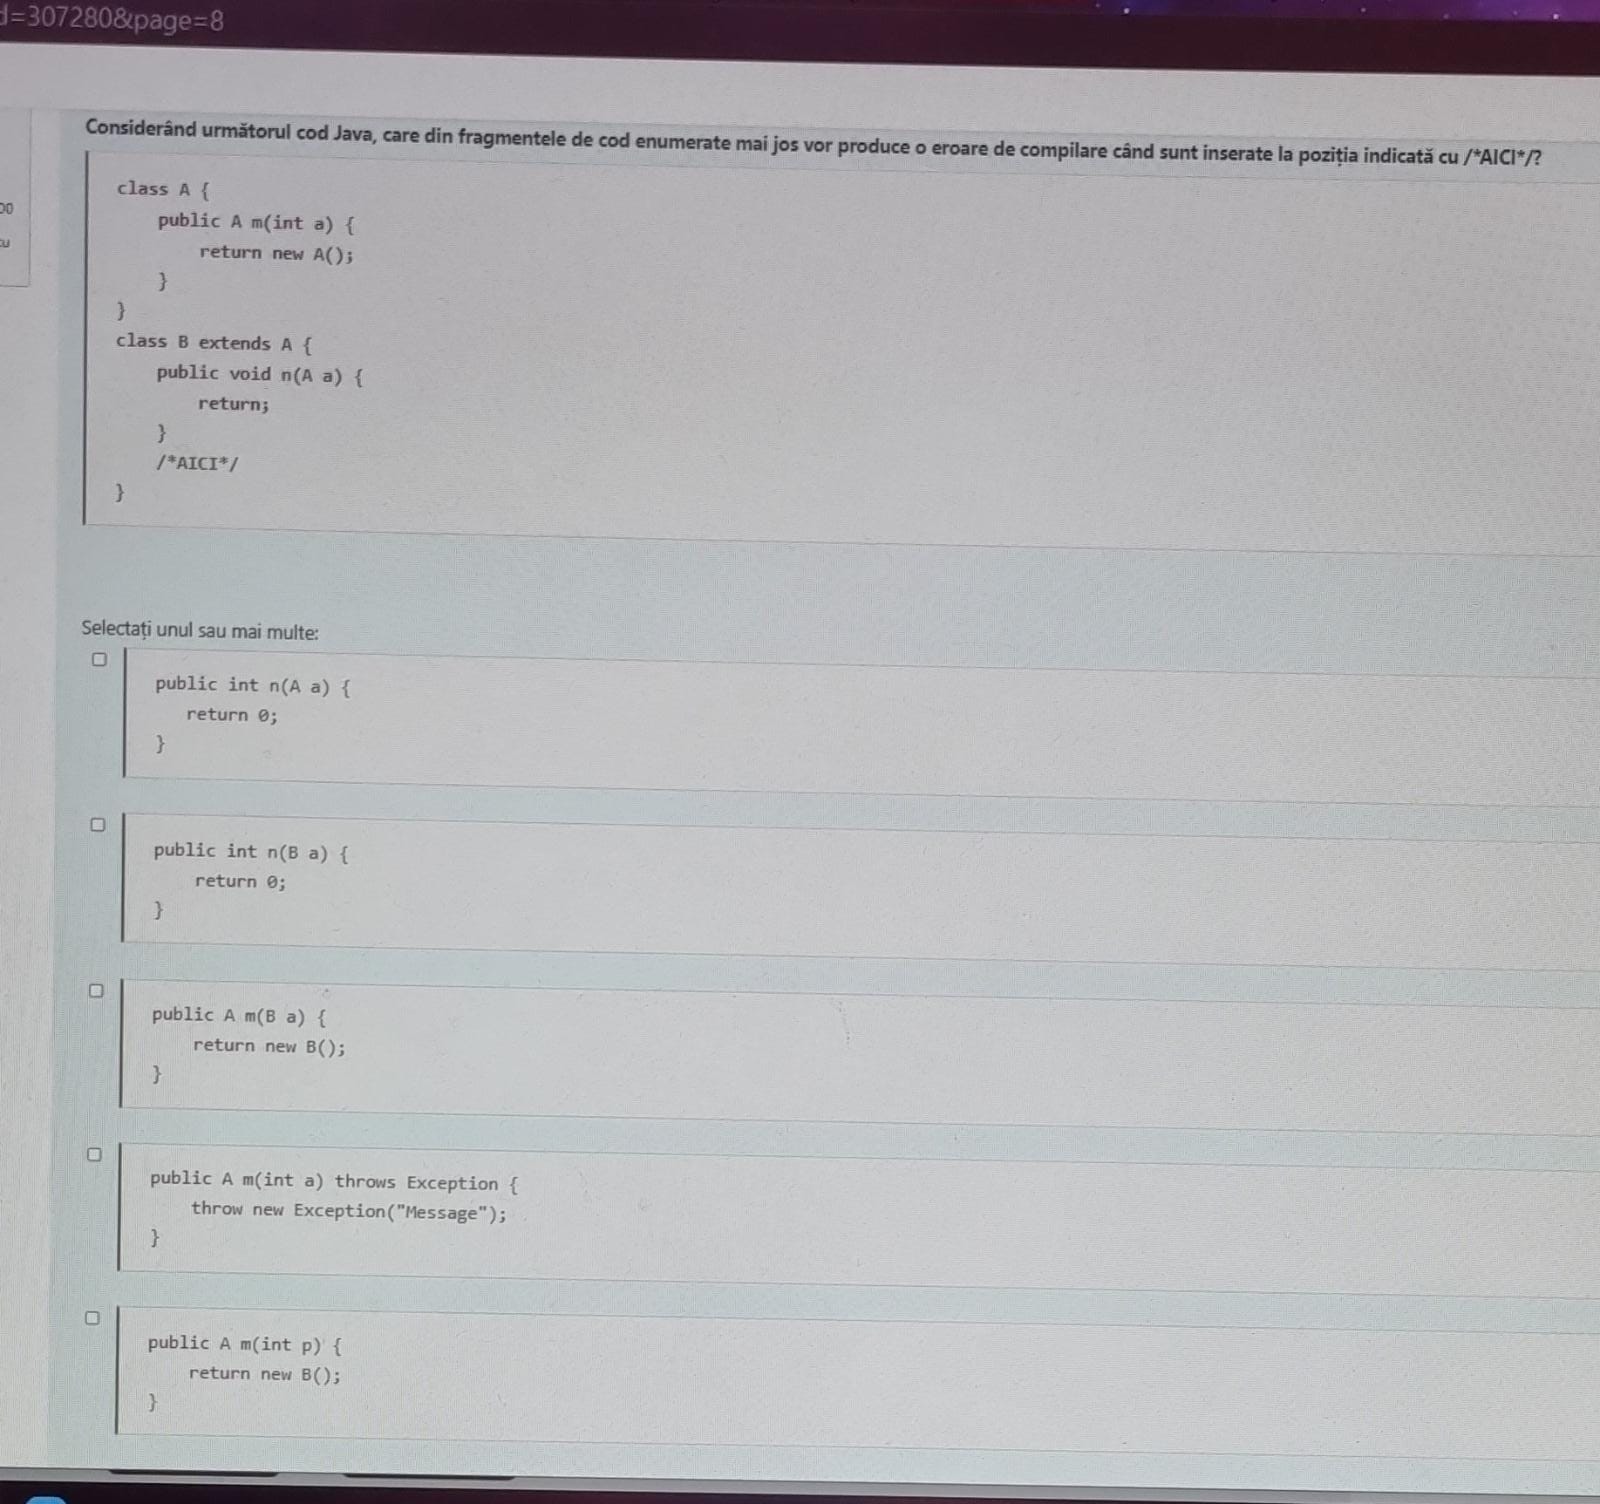 d=307280&page=8
00
cu
Considerând următorul cod Java, care din fragmentele de cod enumerate mai jos vor produce o eroare de compilare când sunt inserate la poziția indicată cu /*AICI*/?
class A {
public A m(int a) {
return new A();
}
}
class B extends A {
public void n(A a) {
return;
}
/*AICI*/
}
Selectați unul sau mai multe:
public int n(A a) {
return 0;
}
public int n(B a) {
return 0;
}
public A m(B a) {
return new B();
}
public A m(int a) throws Exception {
throw new Exception("Message");
}
public A m(int p) {
return new B();
}